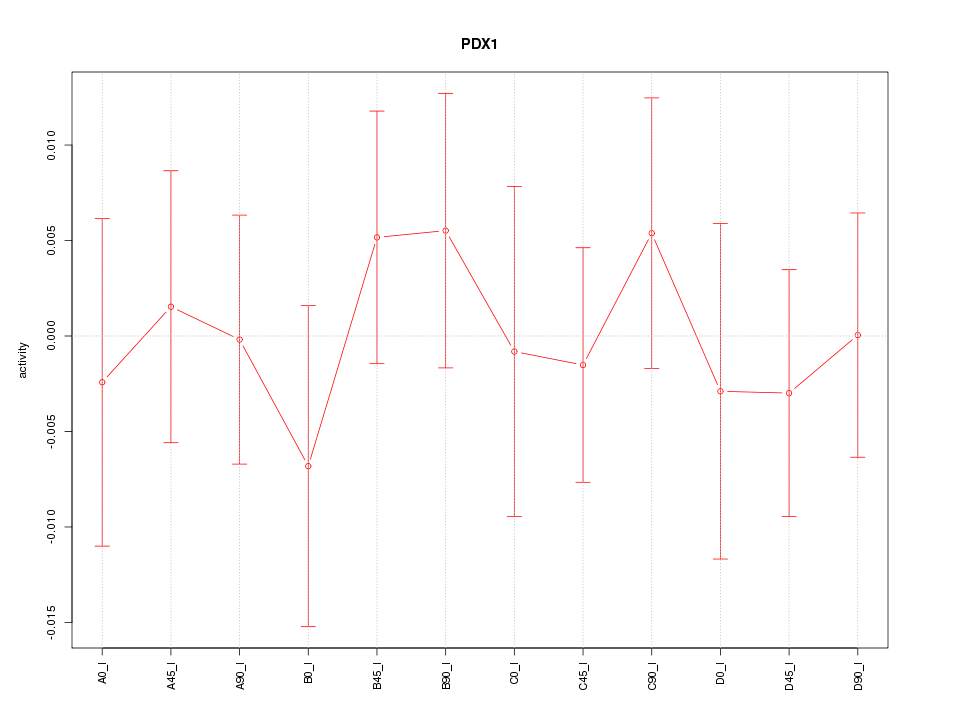 PDX1
activity
0.010
0.005
0.000
-0.005
-0.010
-0.015
A0_I
A45_I
A90_I
B0_I
B45_I
B90_I
C0_I
C45_I
C90_I
D0_I
D45_I
D90_I